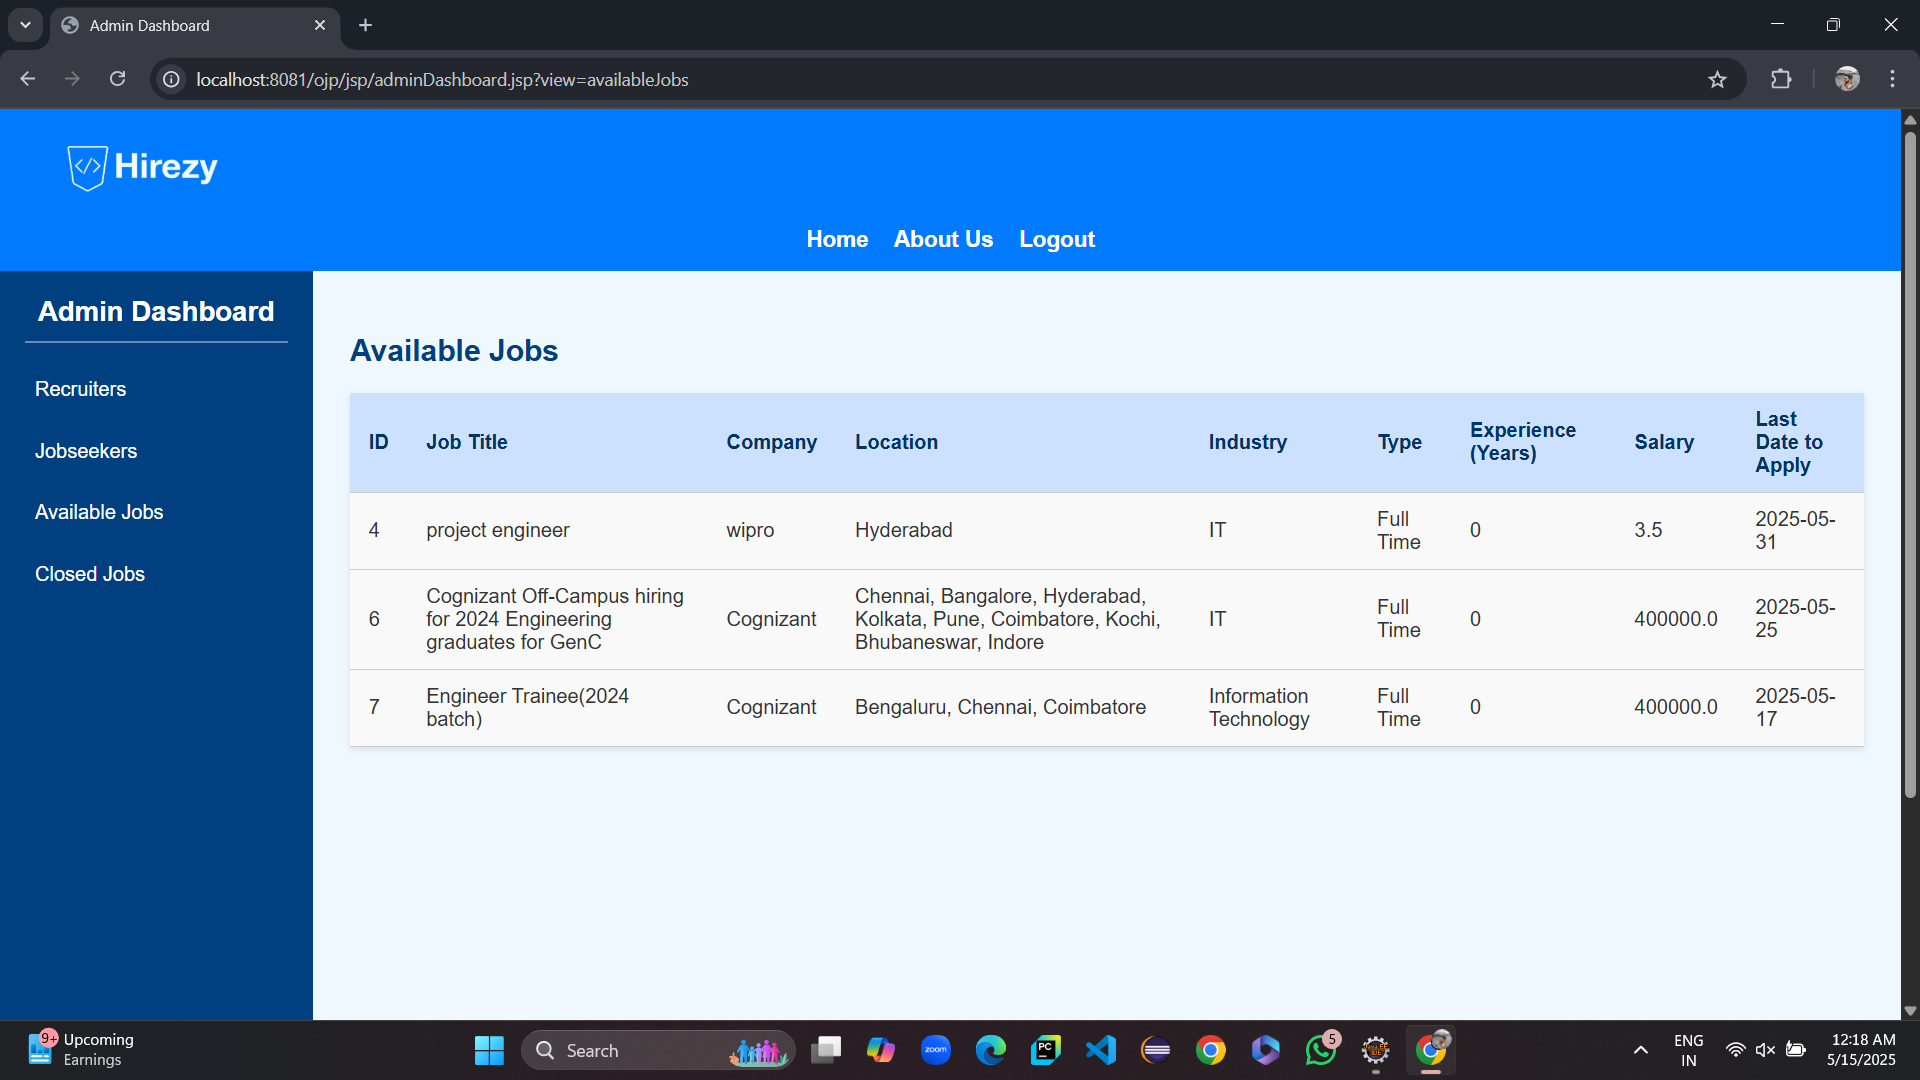 Admin Dashboard
localhost:8081/ojp/jsp/adminDashboard.jsp?view=availableJobs
</> Hirezy
Home About Us Logout
Admin Dashboard
Recruiters
Jobseekers
Available Jobs
Closed Jobs
Available Jobs
ID Job Title Company Location Industry Type Experience (Years) Salary Last Date to Apply
4 project engineer wipro Hyderabad IT Full Time 0 3.5 2025-05-31
6 Cognizant Off-Campus hiring for 2024 Engineering graduates for GenC Cognizant Chennai, Bangalore, Hyderabad, Kolkata, Pune, Coimbatore, Kochi, Bhubaneswar, Indore IT Full Time 0 400000.0 2025-05-25
7 Engineer Trainee(2024 batch) Cognizant Bengaluru, Chennai, Coimbatore Information Technology Full Time 0 400000.0 2025-05-17
9+ Upcoming
Earnings
Search
zoom
PC
5
ENG
IN
12:18 AM
5/15/2025